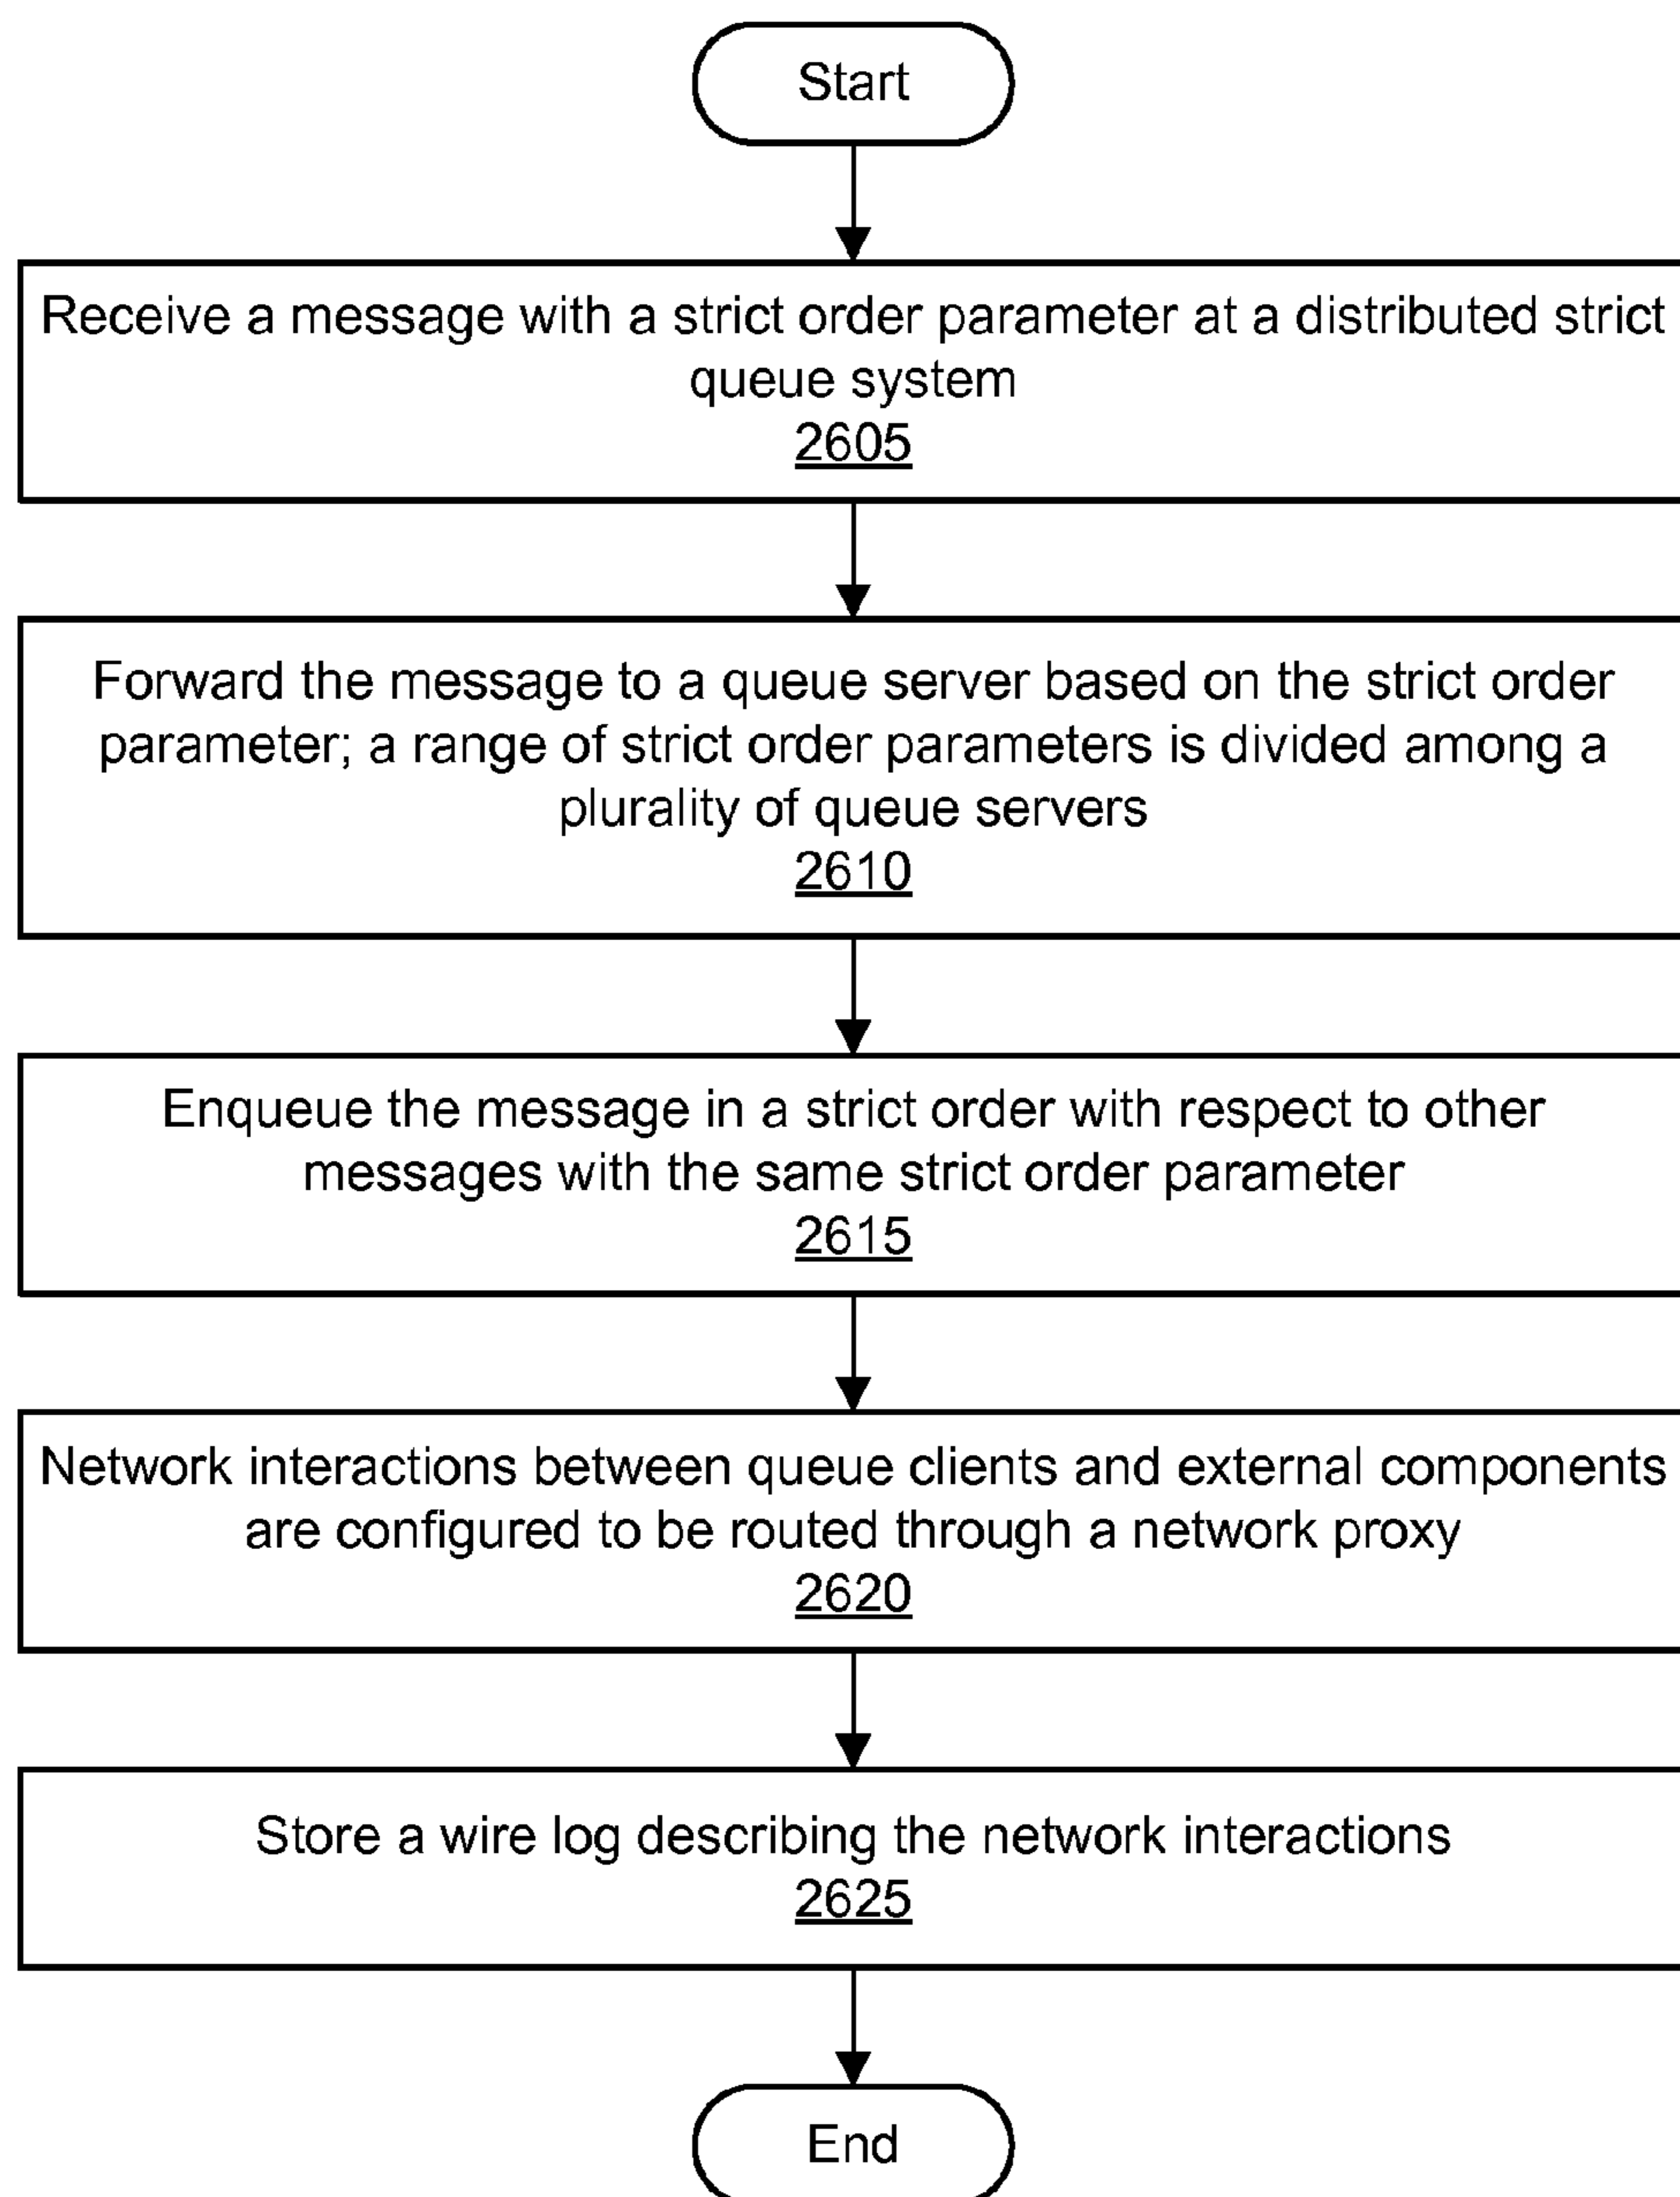 Start
Receive a message with a strict order parameter at a distributed strict
queue system
2605
Forward the message to a queue server based on the strict order
parameter; a range of strict order parameters is divided among a
plurality of queue servers
2610
Enqueue the message in a strict order with respect to other
messages with the same strict order parameter
2615
Network interactions between queue clients and external components
are configured to be routed through a network proxy
2620
Store a wire log describing the network interactions
2625
End